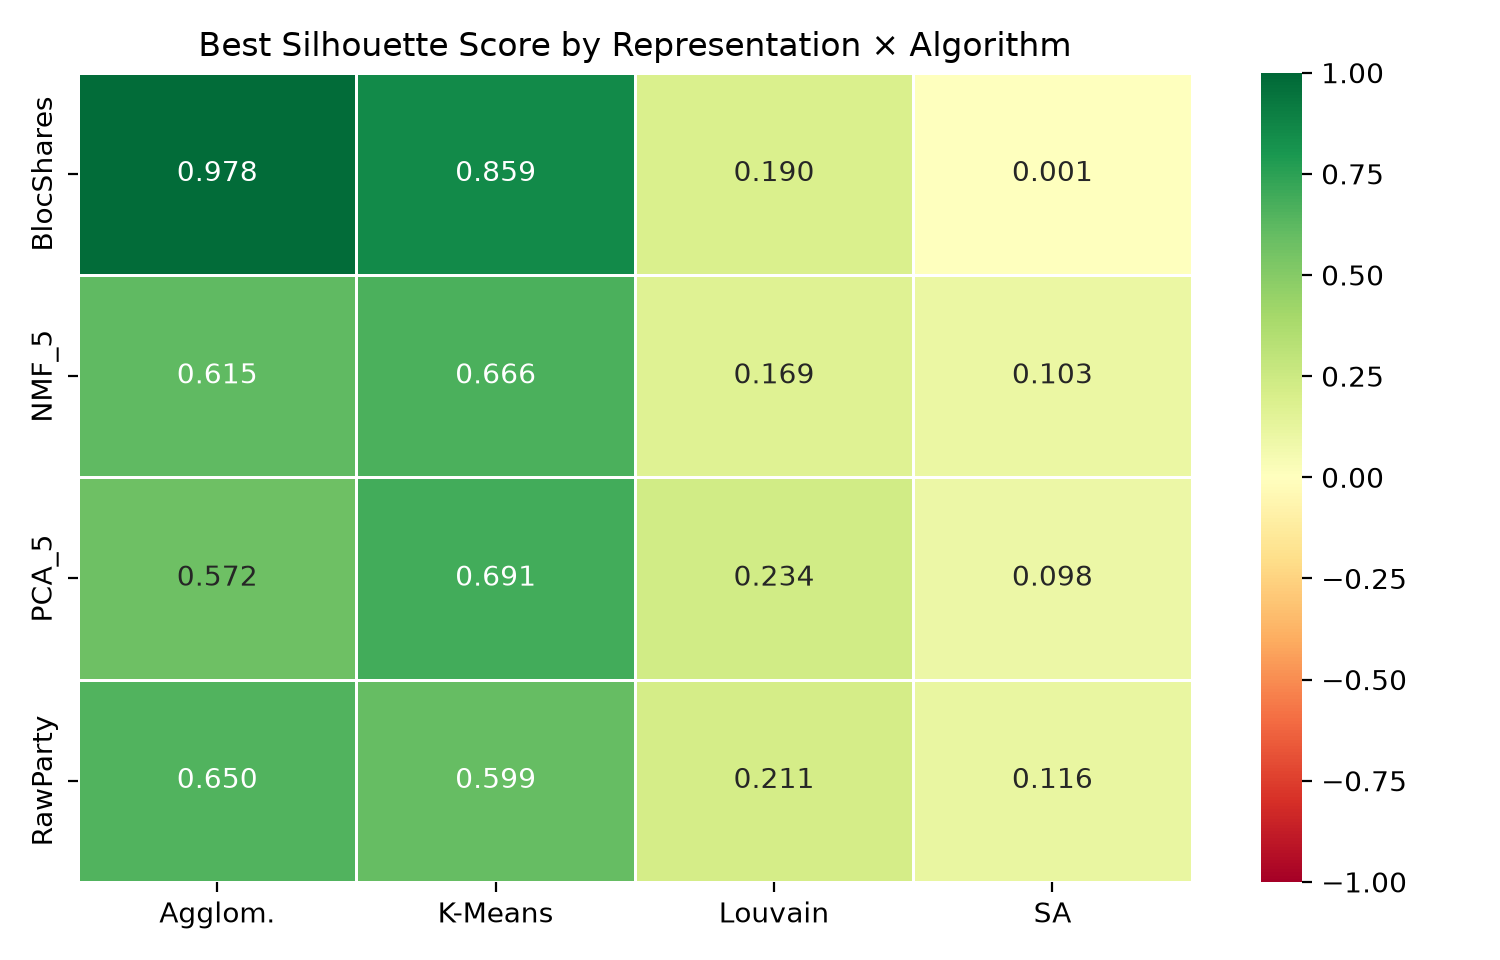 Best Silhouette Score by Representation × Algorithm
BlocShares
0.978
0.859
0.190
0.001
NMF_5
0.615
0.666
0.169
0.103
PCA_5
0.572
0.691
0.234
0.098
RawParty
0.650
0.599
0.211
0.116
Agglom.
K-Means
Louvain
SA
1.00
0.75
0.50
0.25
0.00
−0.25
−0.50
−0.75
−1.00